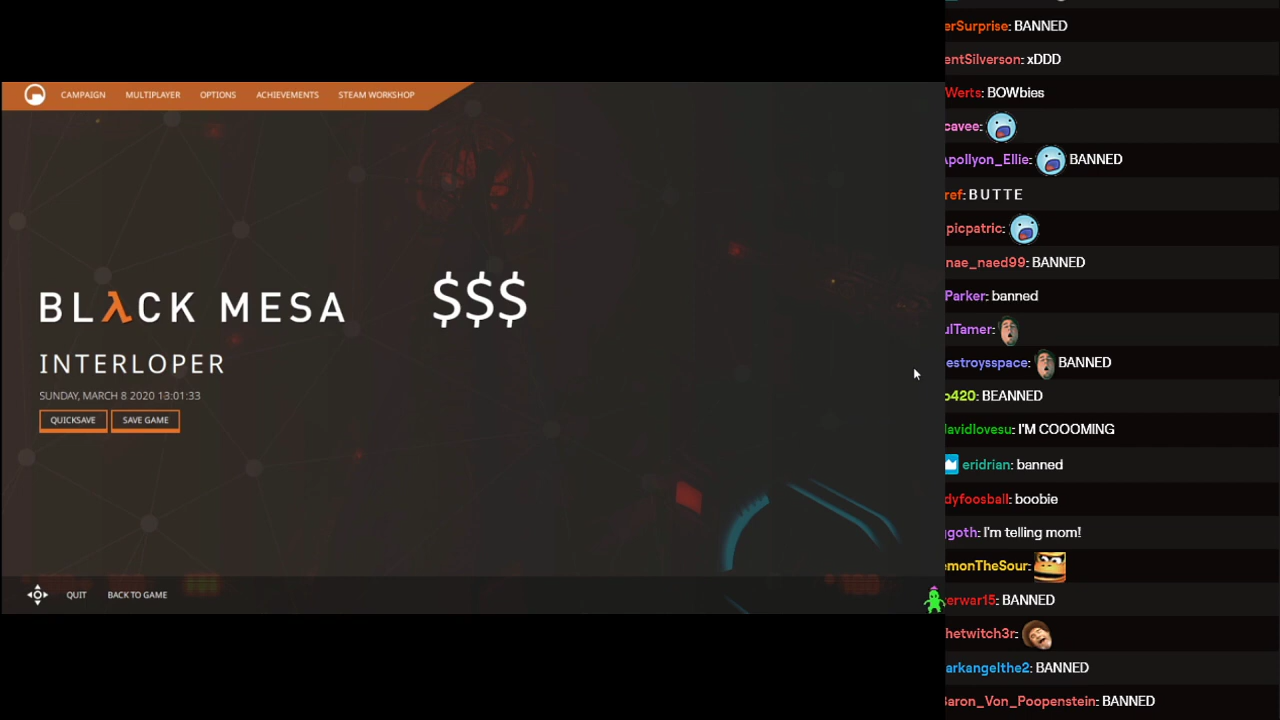 CAMPAIGN MULTIPLAYER OPTIONS ACHIEVEMENTS STEAM WORKSHOP
BLλCK MESA
$$$
INTERLOPER
SUNDAY, MARCH 8 2020 13:01:33
QUICKSAVE SAVE GAME
QUIT BACK TO GAME
erSurprise: BANNED
entSilverson: xDDD
Werts: BOWbies
cavee:
Apollyon_Ellie: BANNED
ref: B U T T E
picpatric:
nae_naed99: BANNED
Parker: banned
ulTamer:
estroysspace: BANNED
o420: BEANNED
davidlovesu: I'M COOOMING
eridrian: banned
dyfoosball: boobie
goth: I'm telling mom!
emonTheSour:
erwar15: BANNED
hetwitch3r:
arkangelthe2: BANNED
Baron_Von_Poopenstein: BANNED